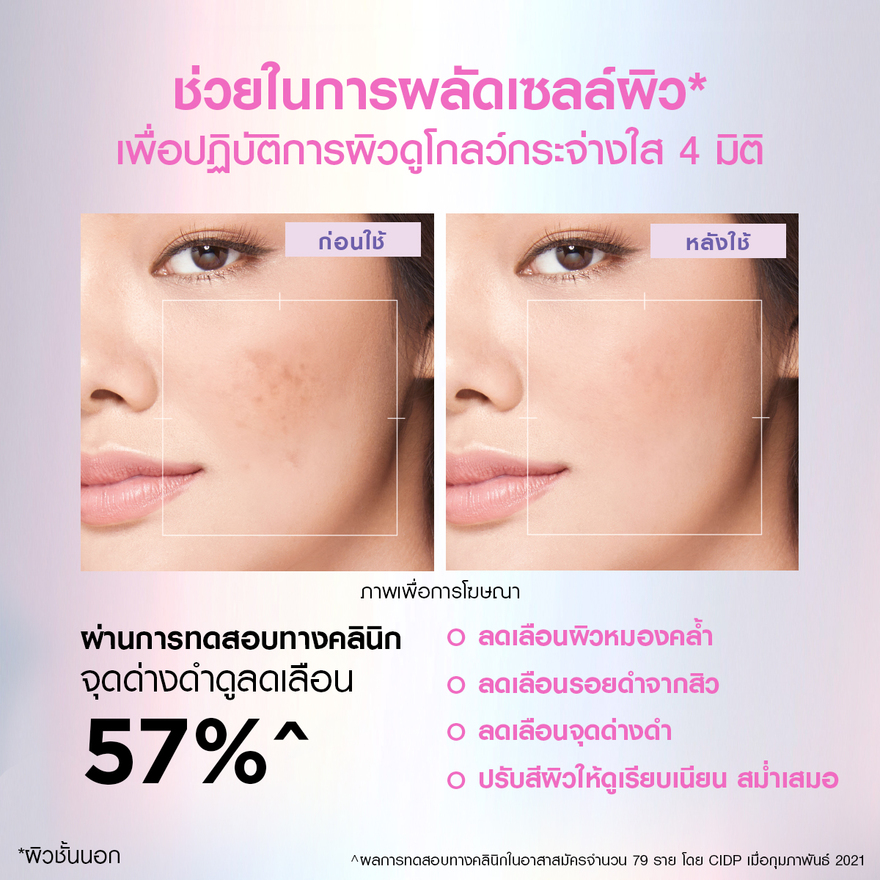 ช่วยในการผลัดเซลล์ผิว*
เพื่อปฏิบัติการผิวดูโกลว์กระจ่างใส 4 มิติ
ก่อนใช้
หลังใช้
ภาพเพื่อการโฆษณา
ผ่านการทดสอบทางคลินิก
จุดด่างดำดูลดเลือน
57%^
ลดเลือนผิวหมองคล้ำ
ลดเลือนรอยดำจากสิว
ลดเลือนจุดด่างดำ
ปรับสีผิวให้ดูเรียบเนียน สม่ำเสมอ
*ผิวชั้นนอก
^ผลการทดสอบทางคลินิกในอาสาสมัครจำนวน 79 ราย โดย CIDP เมื่อกุมภาพันธ์ 2021